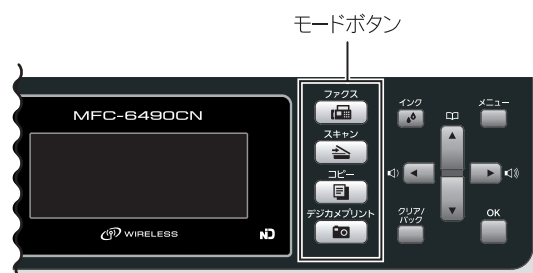 モードボタン
MFC-6490CN
WIRELESS
ファクス
スキャン
コピー
デジカメプリント
インク
メニュー
クリア/
バック
OK